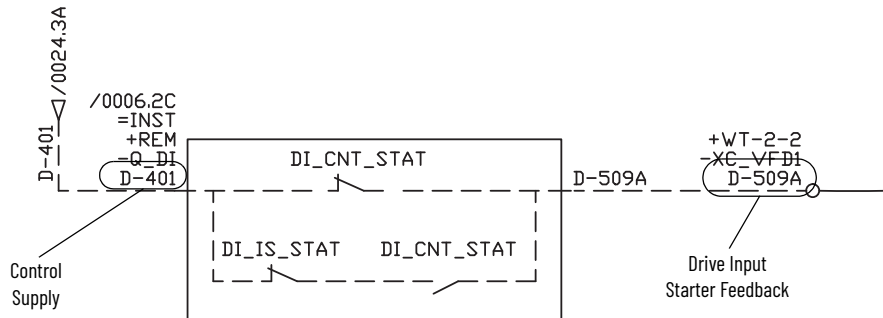 /0024.3A
D-401
/0006.2C
=INST
+REM
-Q_DI
D-401
DI_CNT_STAT
D-509A
+WT-2-2
-XC_VFD1
D-509A
DI_IS_STAT DI_CNT_STAT
Control
Supply
Drive Input
Starter Feedback